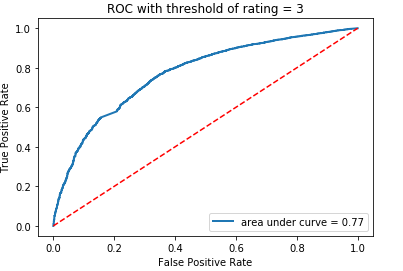 ROC with threshold of rating = 3
True Positive Rate
1.0
0.8
0.6
0.4
0.2
0.0
area under curve = 0.77
0.0 0.2 0.4 0.6 0.8 1.0
False Positive Rate